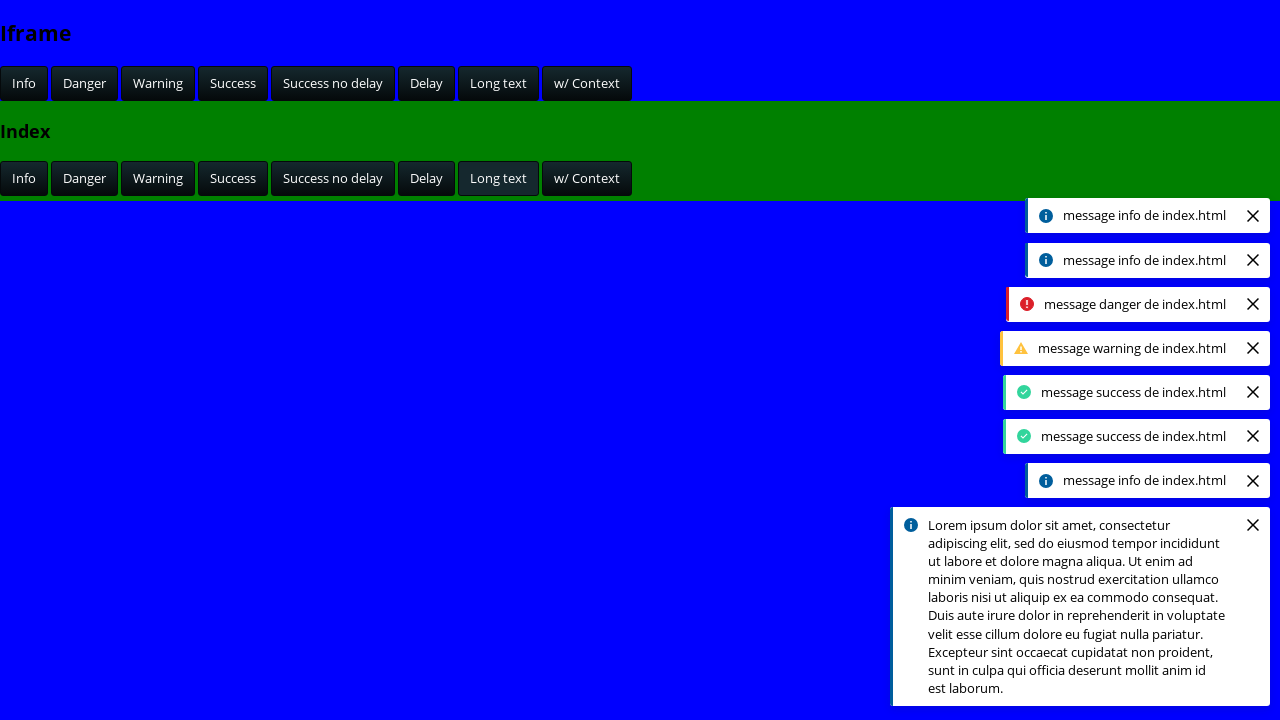 Iframe
Info Danger Warning Success Success no delay Delay Long text w/ Context
Index
Info Danger Warning Success Success no delay Delay Long text w/ Context
message info de index.html
message info de index.html
message danger de index.html
message warning de index.html
message success de index.html
message success de index.html
message info de index.html
Lorem ipsum dolor sit amet, consectetur
adipiscing elit, sed do eiusmod tempor incididunt
ut labore et dolore magna aliqua. Ut enim ad
minim veniam, quis nostrud exercitation ullamco
laboris nisi ut aliquip ex ea commodo consequat.
Duis aute irure dolor in reprehenderit in voluptate
velit esse cillum dolore eu fugiat nulla pariatur.
Excepteur sint occaecat cupidatat non proident,
sunt in culpa qui officia deserunt mollit anim id
est laborum.